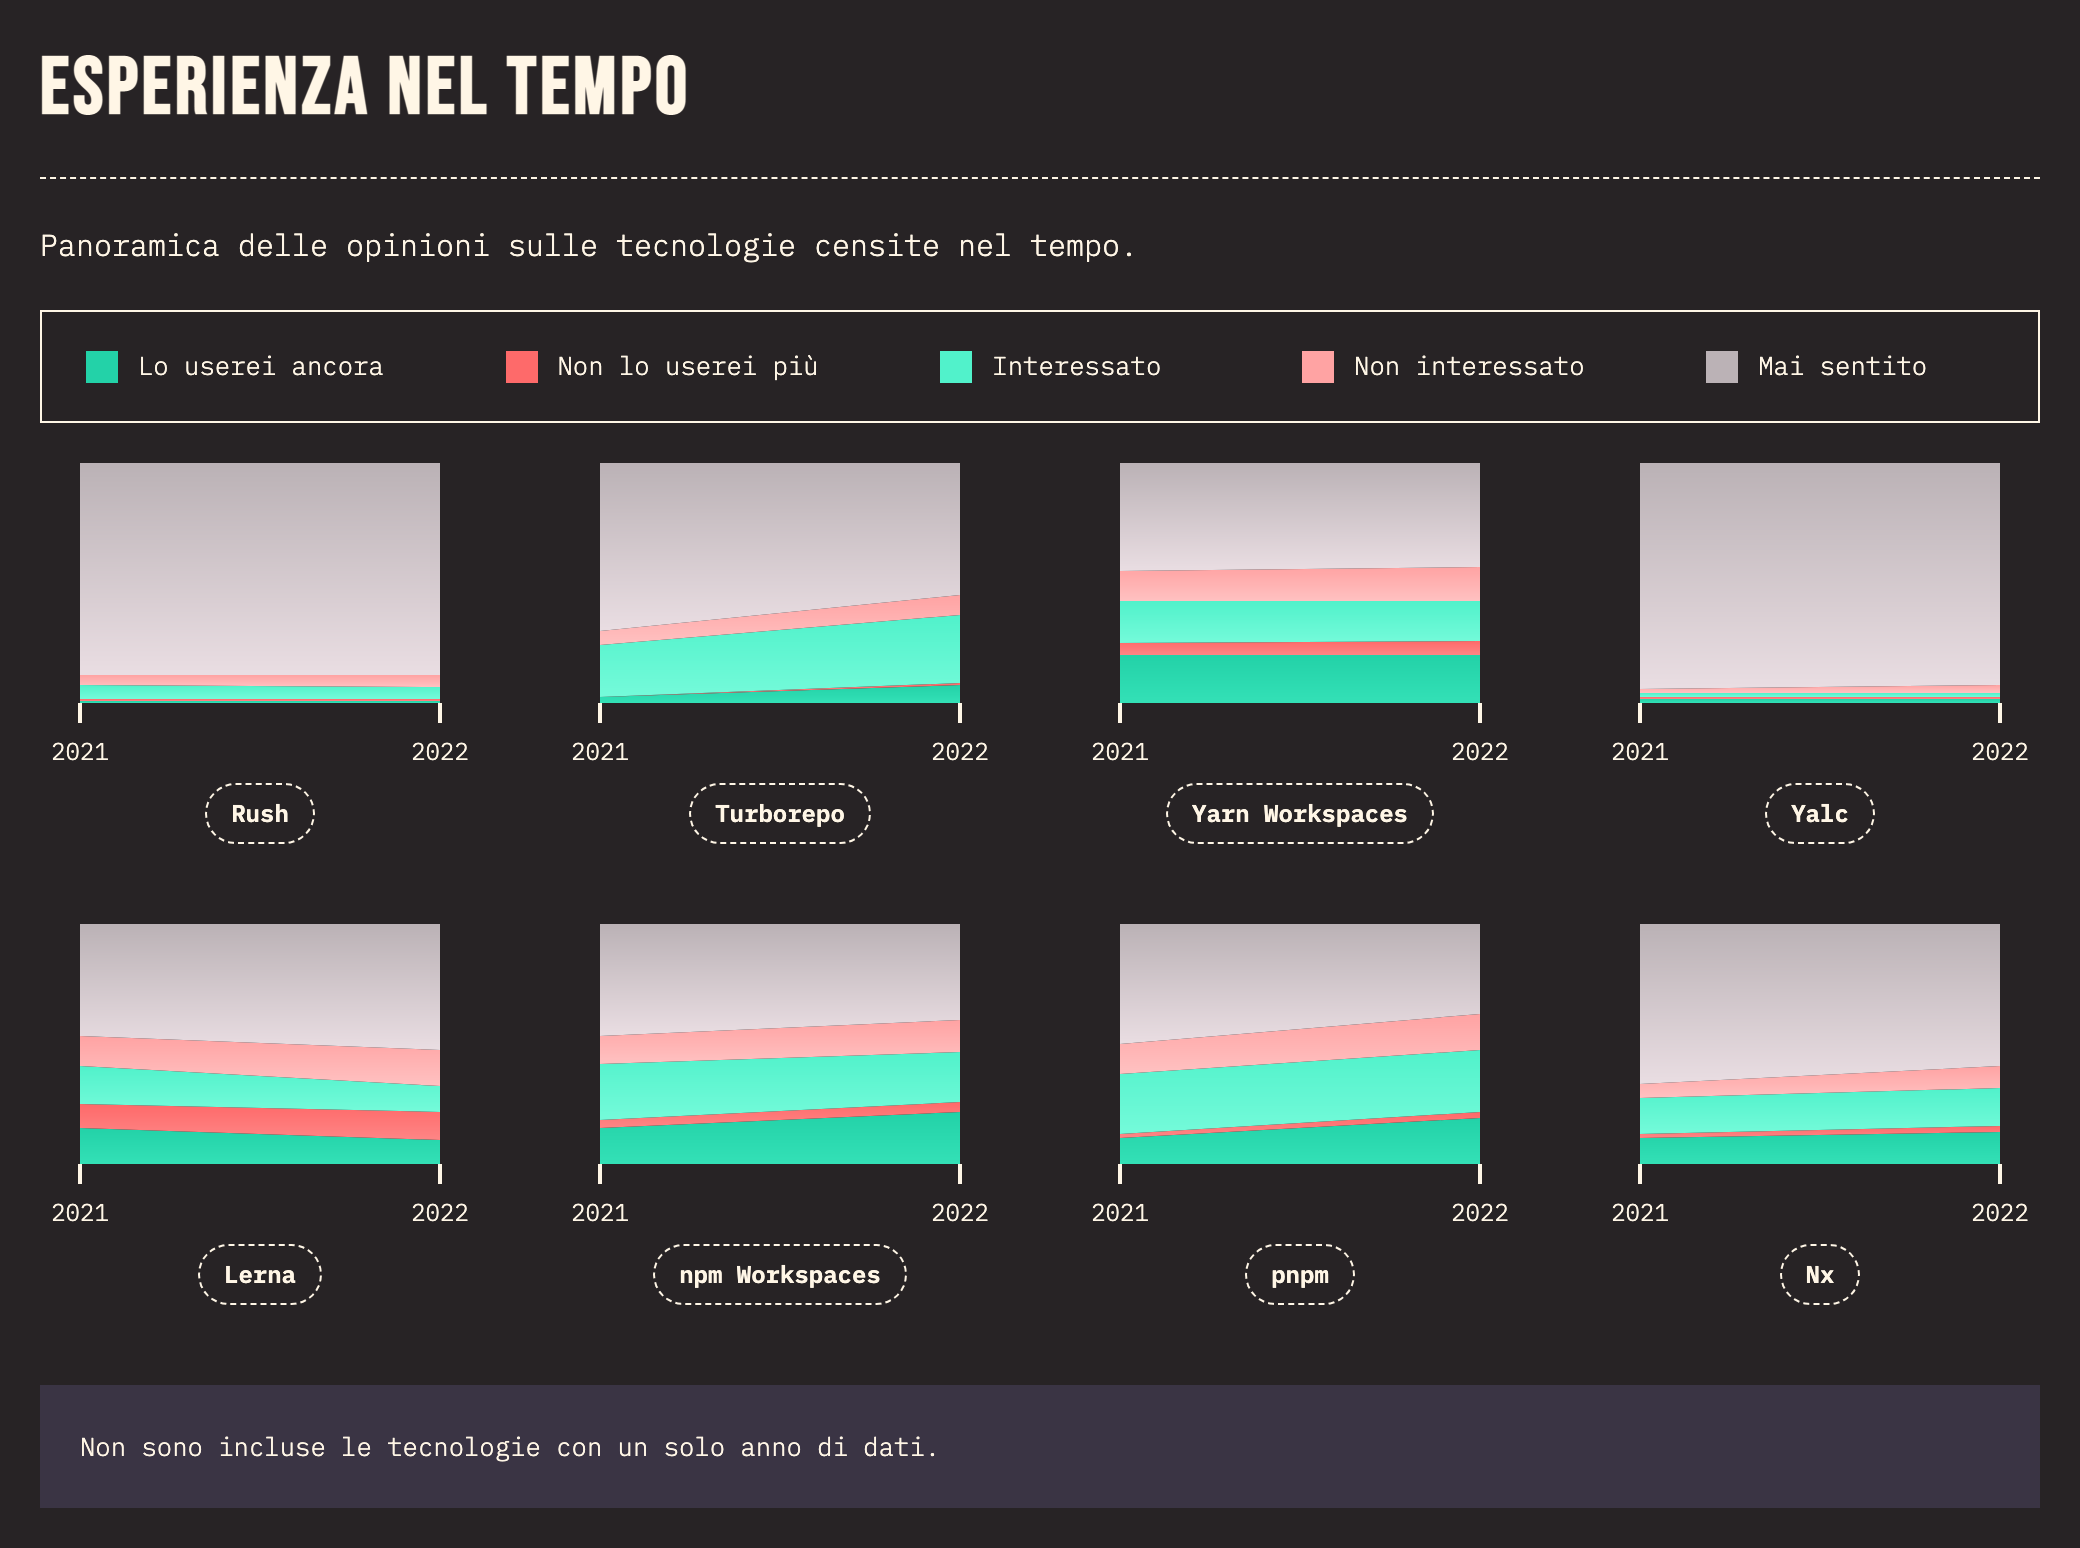 ESPERIENZA NEL TEMPO
Panoramica delle opinioni sulle tecnologie censite nel tempo.
Lo userei ancora Non lo userei più Interessato Non interessato Mai sentito
2021 2022 2021 2022 2021 2022 2021 2022
Rush Turborepo Yarn Workspaces Yalc
2021 2022 2021 2022 2021 2022 2021 2022
Lerna npm Workspaces pnpm Nx
Non sono incluse le tecnologie con un solo anno di dati.